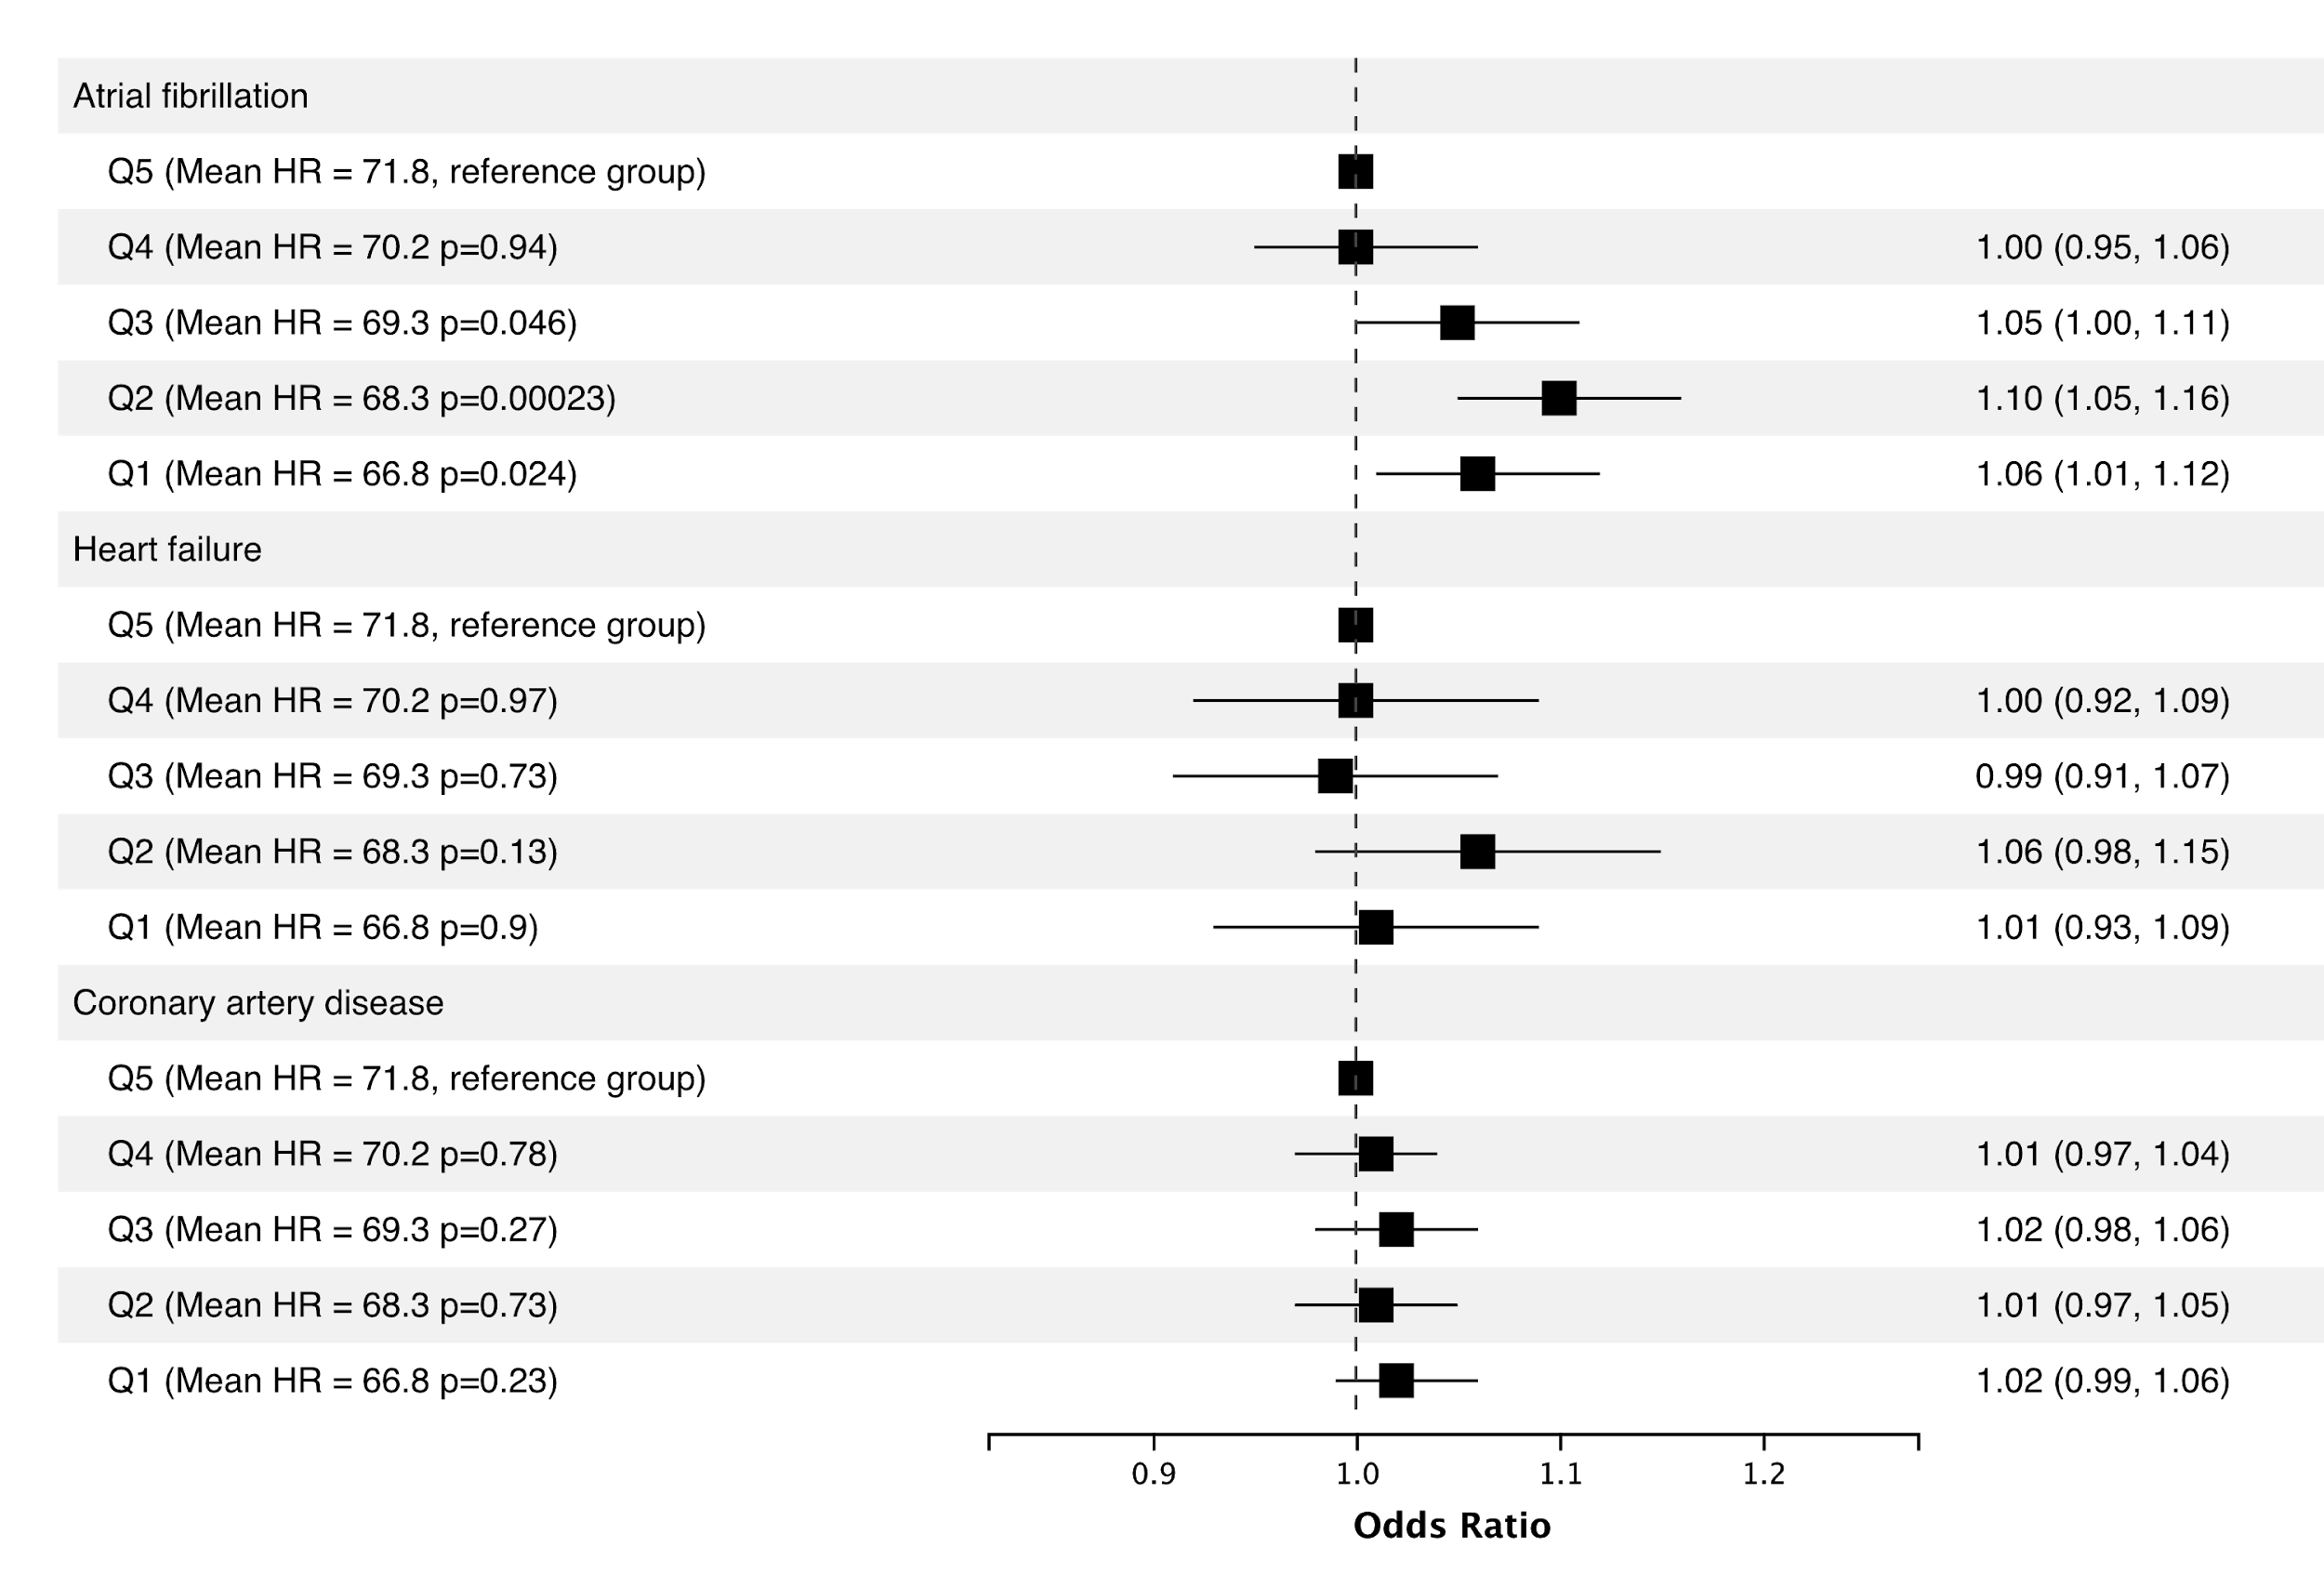 Atrial fibrillation
Q5 (Mean HR = 71.8, reference group)
Q4 (Mean HR = 70.2 p=0.94) 1.00 (0.95, 1.06)
Q3 (Mean HR = 69.3 p=0.046) 1.05 (1.00, 1.11)
Q2 (Mean HR = 68.3 p=0.00023) 1.10 (1.05, 1.16)
Q1 (Mean HR = 66.8 p=0.024) 1.06 (1.01, 1.12)
Heart failure
Q5 (Mean HR = 71.8, reference group)
Q4 (Mean HR = 70.2 p=0.97) 1.00 (0.92, 1.09)
Q3 (Mean HR = 69.3 p=0.73) 0.99 (0.91, 1.07)
Q2 (Mean HR = 68.3 p=0.13) 1.06 (0.98, 1.15)
Q1 (Mean HR = 66.8 p=0.9) 1.01 (0.93, 1.09)
Coronary artery disease
Q5 (Mean HR = 71.8, reference group)
Q4 (Mean HR = 70.2 p=0.78) 1.01 (0.97, 1.04)
Q3 (Mean HR = 69.3 p=0.27) 1.02 (0.98, 1.06)
Q2 (Mean HR = 68.3 p=0.73) 1.01 (0.97, 1.05)
Q1 (Mean HR = 66.8 p=0.23) 1.02 (0.99, 1.06)
0.9 1.0 1.1 1.2
Odds Ratio